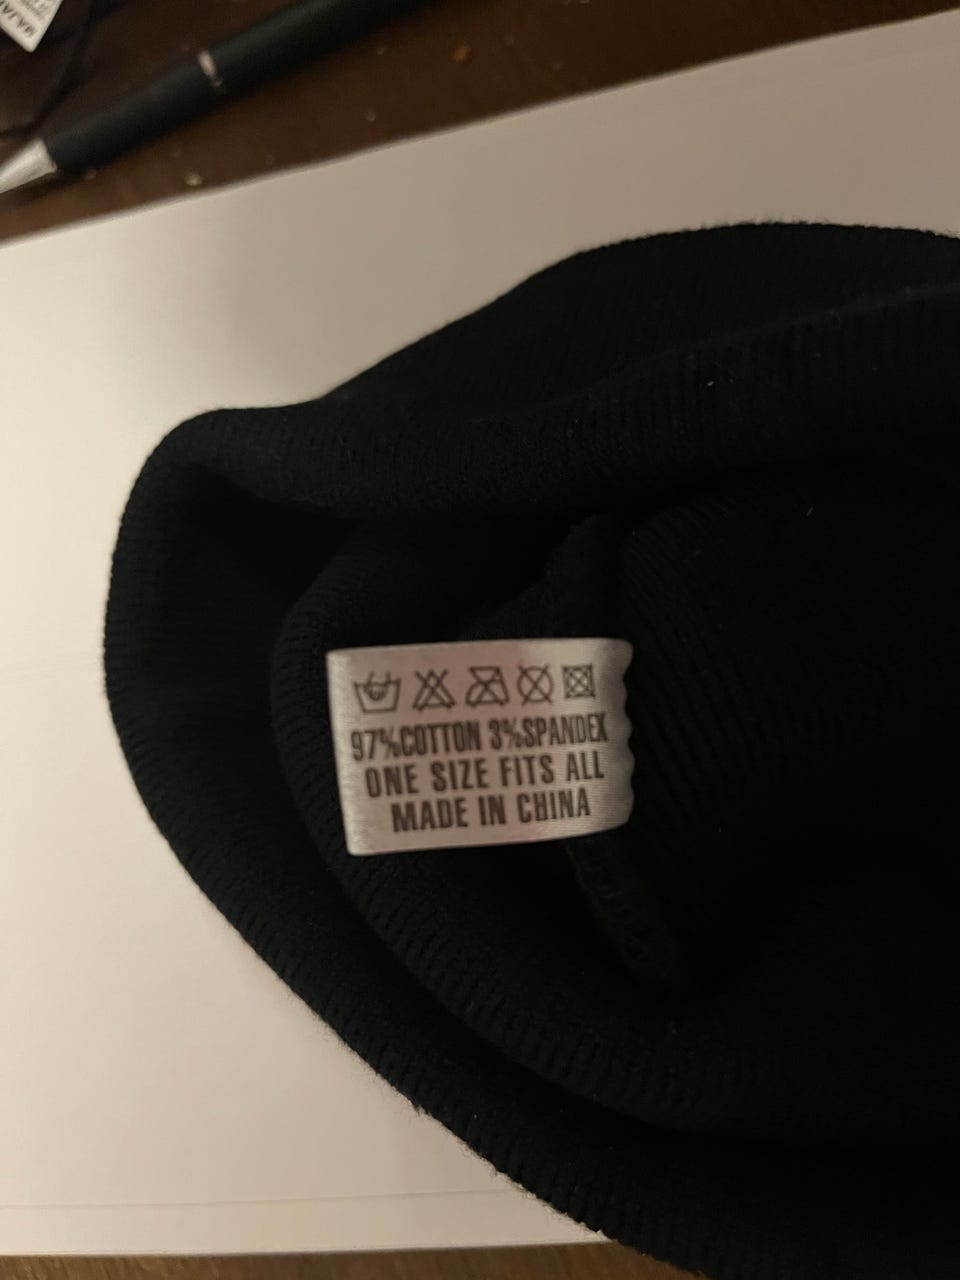 97%COTTON 3%SPANDEX
ONE SIZE FITS ALL
MADE IN CHINA